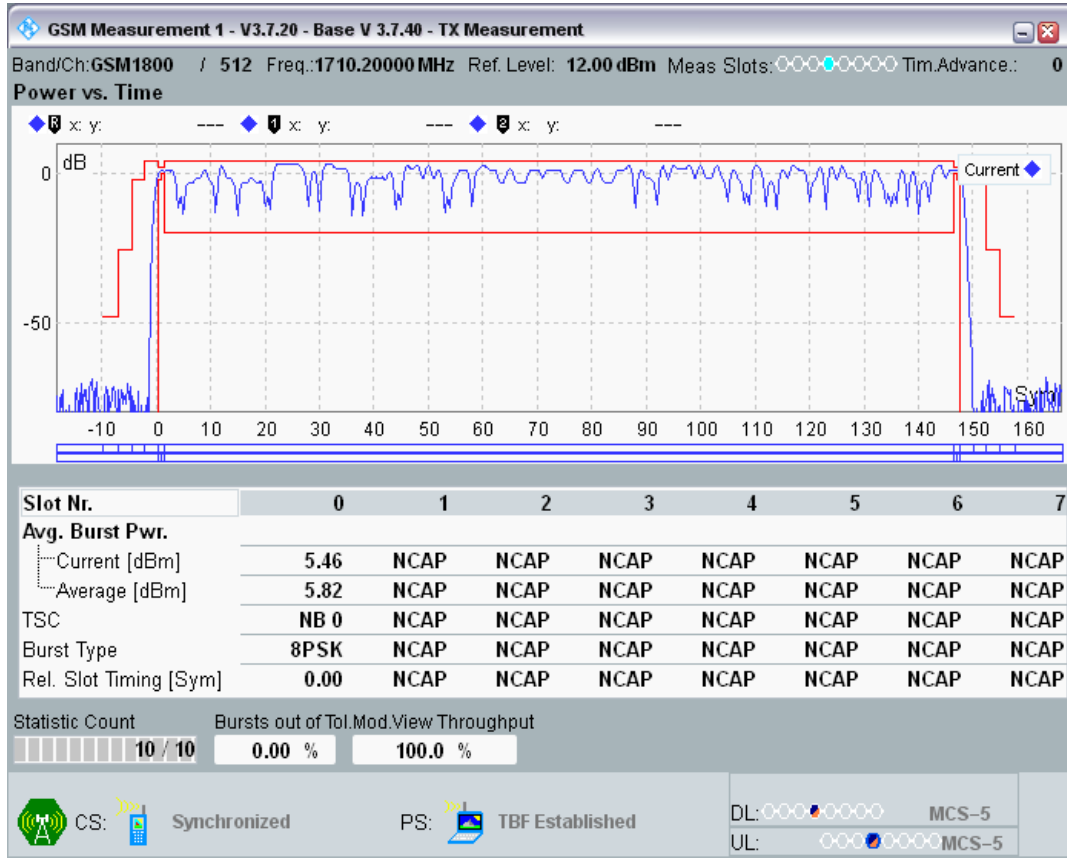 GSM Measurement 1 - V3.7.20 - Base V 3.7.40 - TX Measurement
Band/Ch:GSM1800 / 512 Freq.:1710.20000 MHz Ref. Level: 12.00 dBm Meas Slots: Tim.Advance.: 0
Power vs. Time
R x: y: --- 1 x: y: --- 2 x: y: ---
dB
Current
0
-50
Sym
-10 0 10 20 30 40 50 60 70 80 90 100 110 120 130 140 150 160
Slot Nr. 0 1 2 3 4 5 6 7
Avg. Burst Pwr.
Current [dBm] 5.46 NCAP NCAP NCAP NCAP NCAP NCAP NCAP
Average [dBm] 5.82 NCAP NCAP NCAP NCAP NCAP NCAP NCAP
TSC NB 0 NCAP NCAP NCAP NCAP NCAP NCAP NCAP
Burst Type 8PSK NCAP NCAP NCAP NCAP NCAP NCAP NCAP
Rel. Slot Timing [Sym] 0.00 NCAP NCAP NCAP NCAP NCAP NCAP NCAP
Statistic Count Bursts out of Tol. Mod.View Throughput
10 / 10 0.00 % 100.0 %
CS: Synchronized PS: TBF Established DL: MCS-5
UL: MCS-5